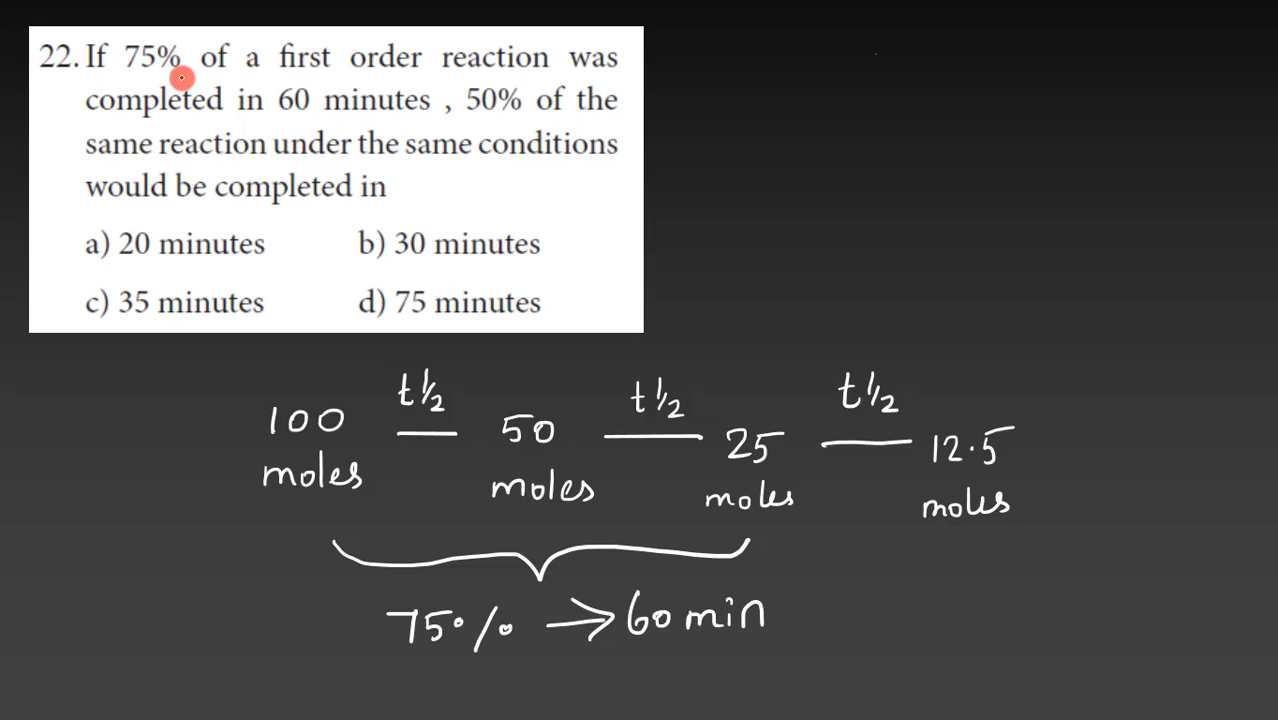 22. If 75% of a first order reaction was
completed in 60 minutes , 50% of the
same reaction under the same conditions
would be completed in
a) 20 minutes b) 30 minutes
c) 35 minutes d) 75 minutes
t½ t½ t½
100 50 25 12.5
moles moles moles moles
75% → 60 min